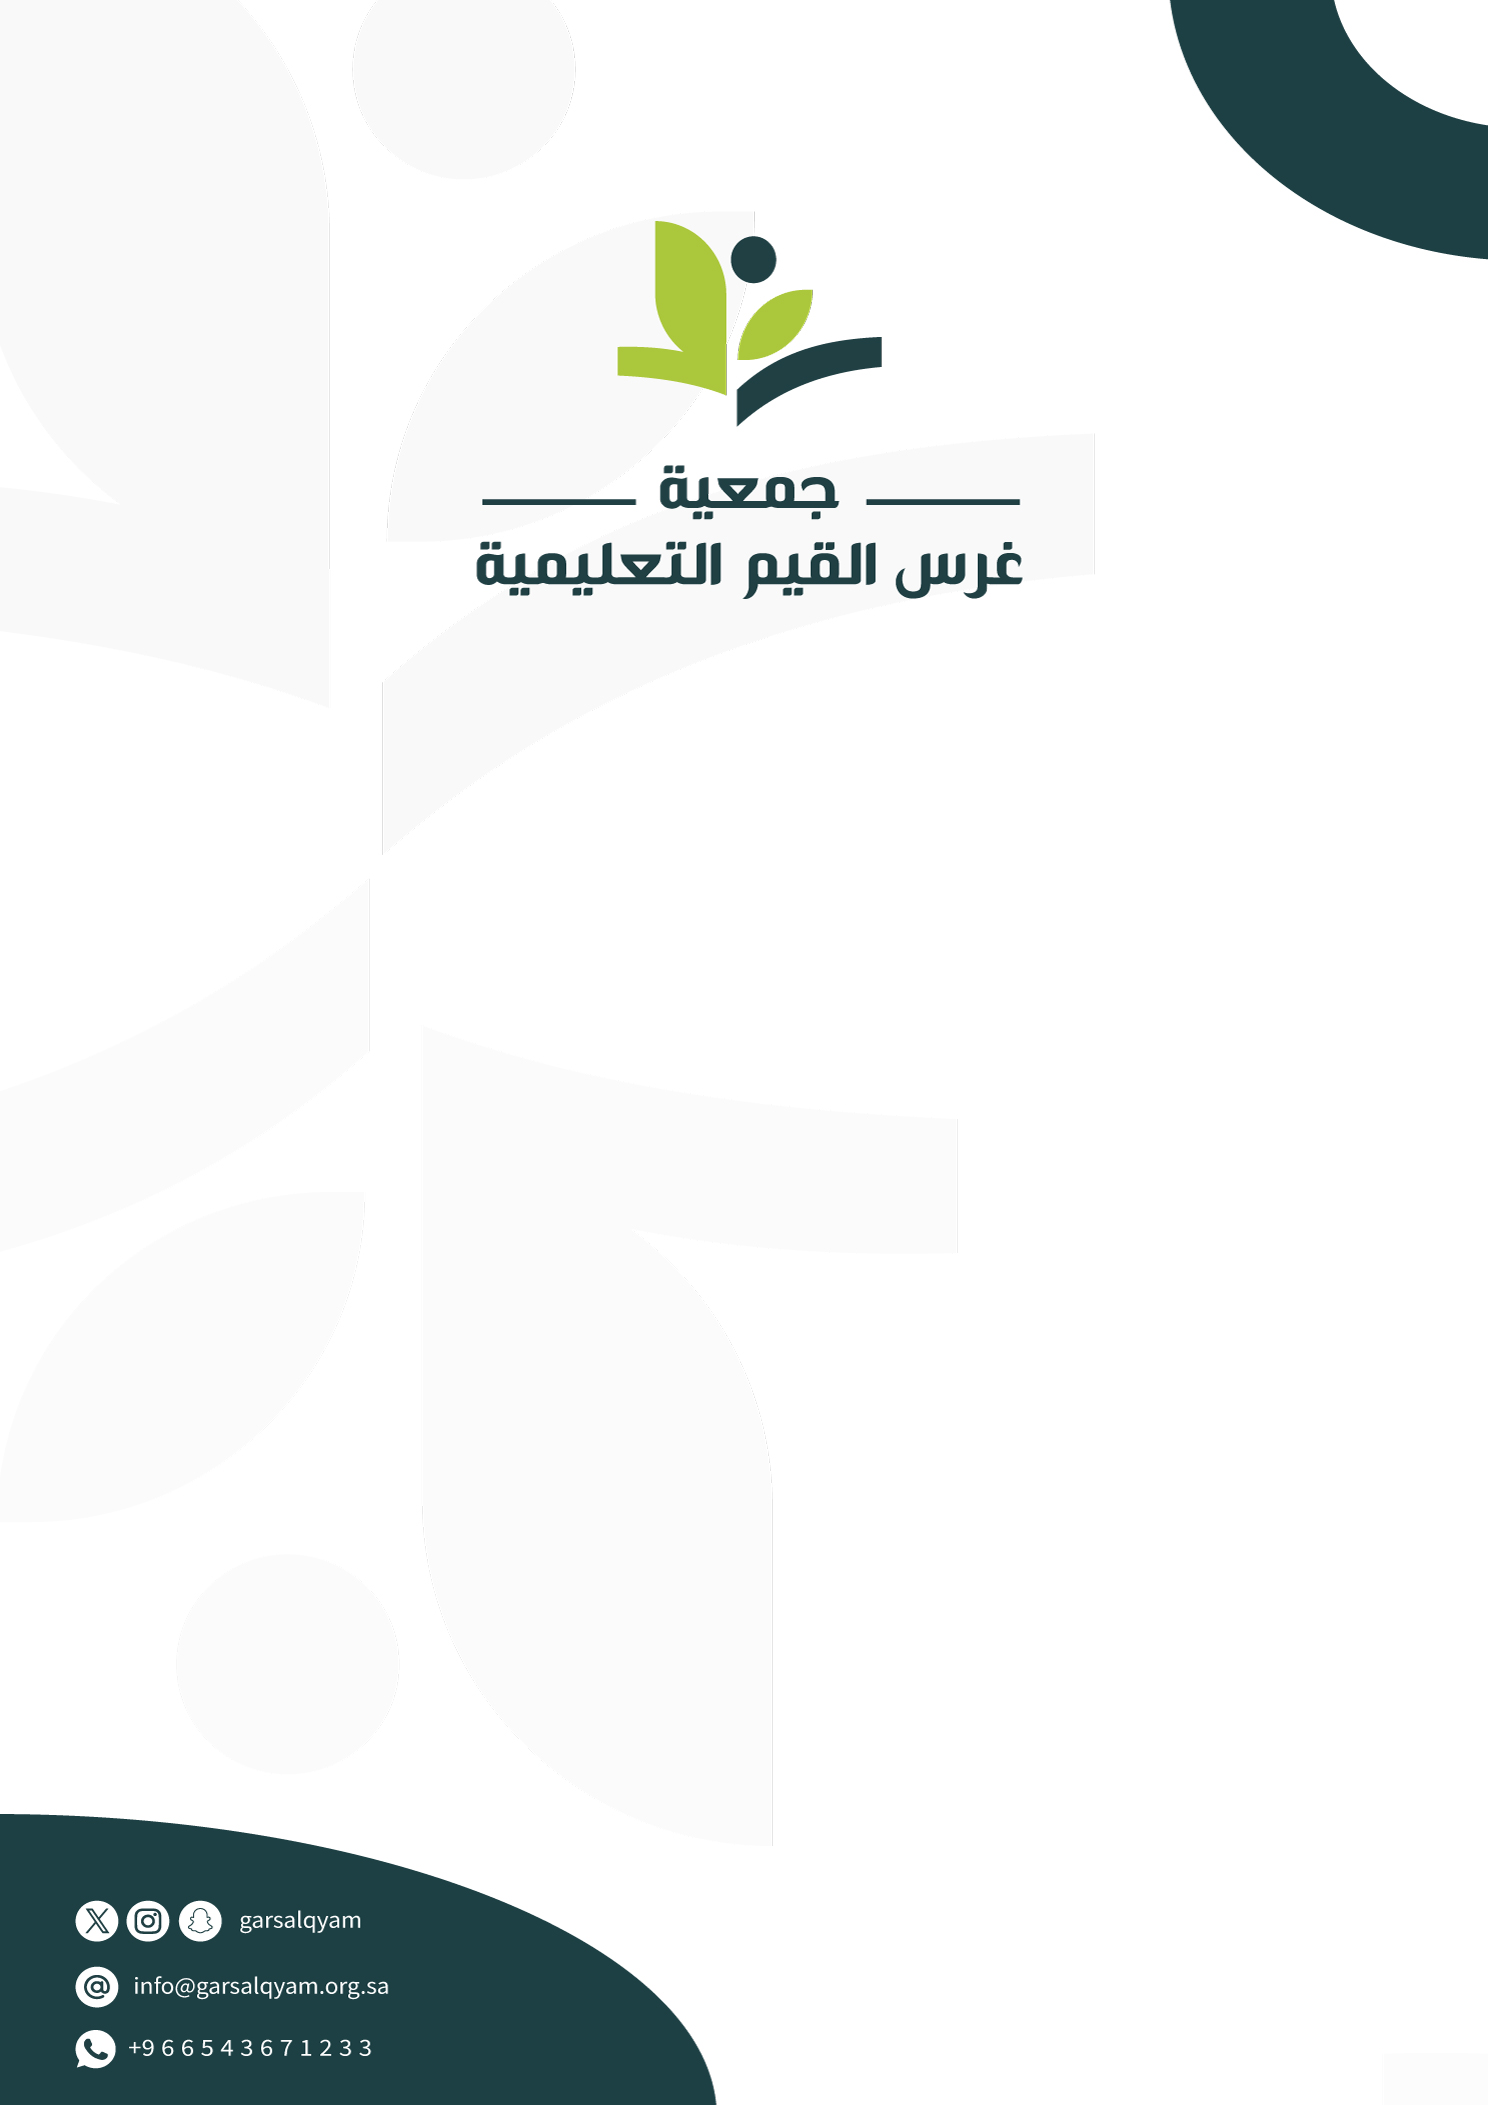 جمعية
غرس القيم التعليمية
garsalqyam
info@garsalqyam.org.sa
+966543671233